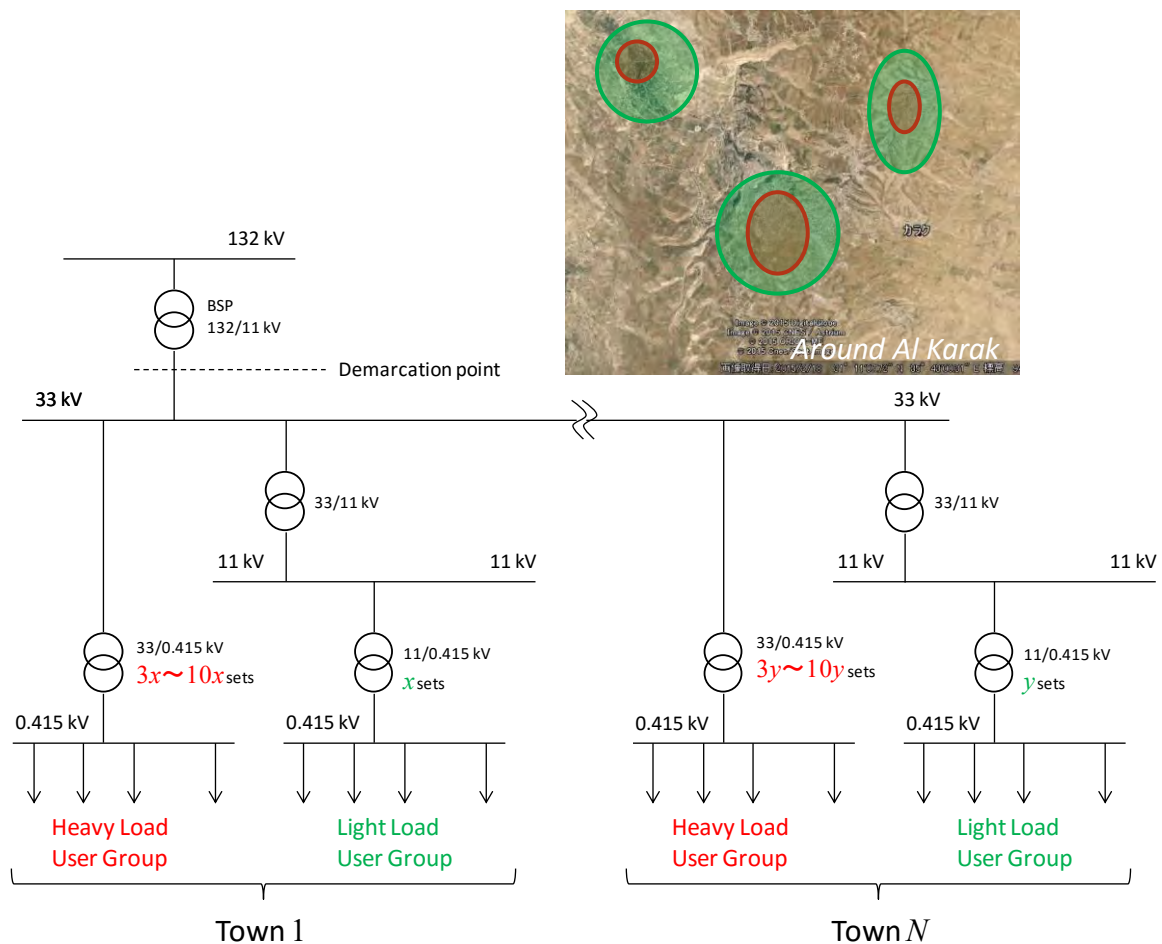 カラク
Around Al Karak
132 kV
BSP
132/11 kV
Demarcation point
33 kV
33 kV
33/11 kV
33/11 kV
11 kV
11 kV
11 kV
11 kV
33/0.415 kV
3x～10x sets
11/0.415 kV
x sets
33/0.415 kV
3y～10y sets
11/0.415 kV
y sets
0.415 kV
0.415 kV
0.415 kV
0.415 kV
Heavy Load
User Group
Light Load
User Group
Heavy Load
User Group
Light Load
User Group
Town 1
Town N